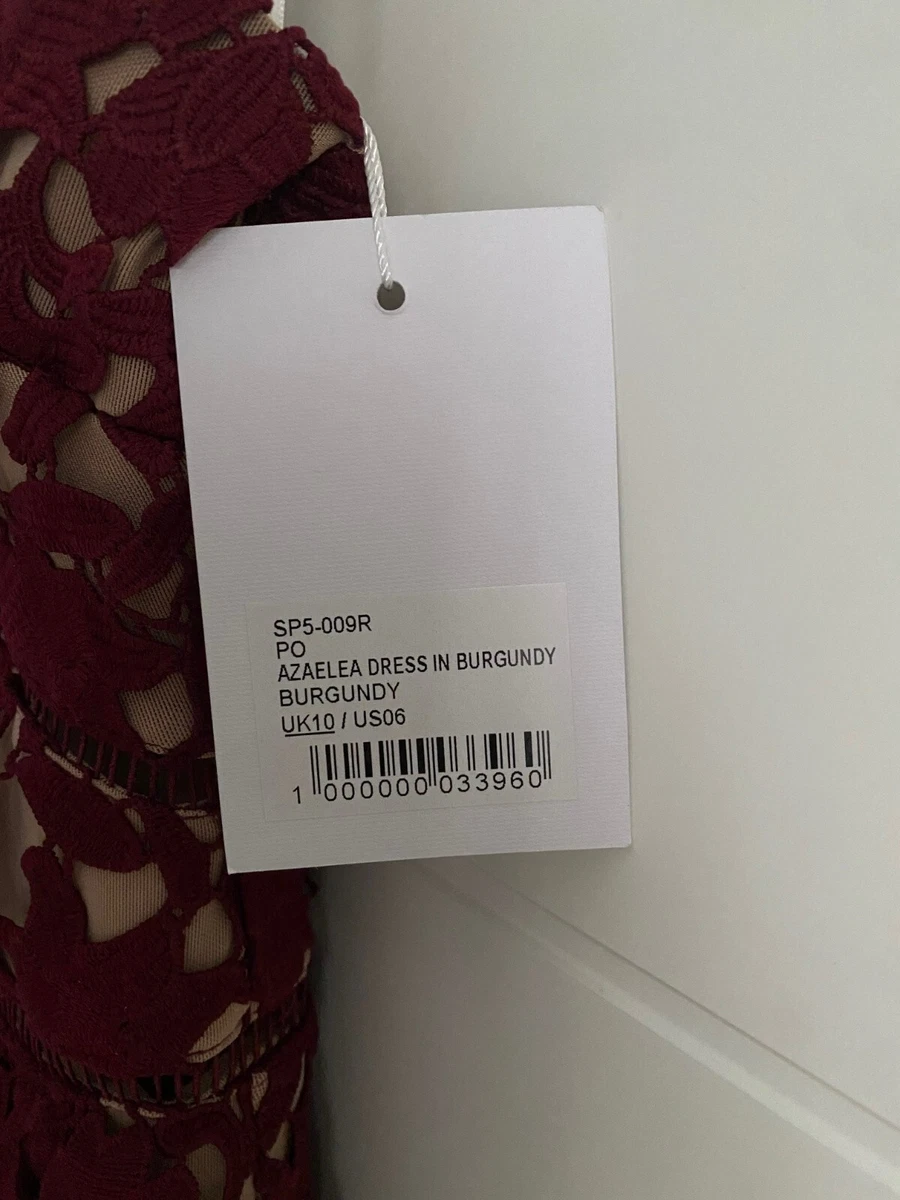 SP5-009R
PO
AZAELEA DRESS IN BURGUNDY
BURGUNDY
UK10 / US06
1 000000 033960